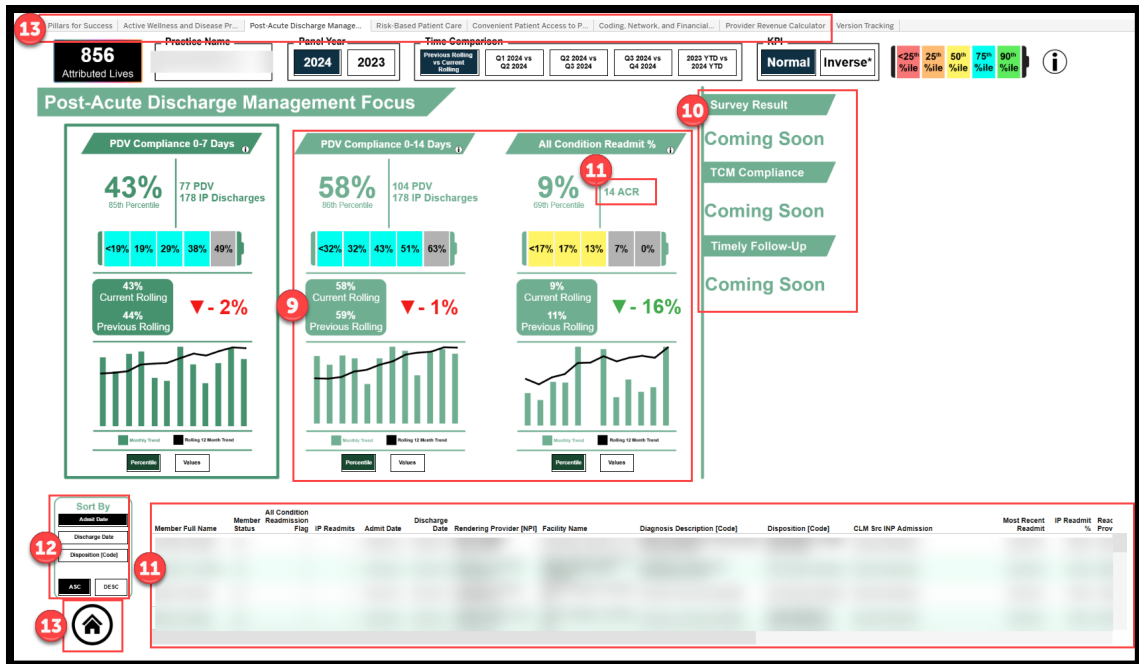 13
Pillars for Success
Active Wellness and Disease Pr...
Post-Acute Discharge Manage...
Risk-Based Patient Care
Convenient Patient Access to P...
Coding, Network, and Financial...
Provider Revenue Calculator
Version Tracking
856
Attributed Lives
Practice Name
Panel Year
2024
2023
Time Comparison
Previous Rolling
vs Current
Rolling
Q1 2024 vs
Q2 2024
Q2 2024 vs
Q3 2024
Q3 2024 vs
Q4 2024
2023 YTD vs
2024 YTD
KPI
Normal
Inverse*
<25th %ile
25th %ile
50th %ile
75th %ile
90th %ile
i
Post-Acute Discharge Management Focus
PDV Compliance 0-7 Days
43%
85th Percentile
77 PDV
178 IP Discharges
<19% 19% 29% 38% 49%
43%
Current Rolling
44%
Previous Rolling
▼- 2%
Monthly Trend
Rolling 12 Month Trend
Percentile
Values
PDV Compliance 0-14 Days
58%
86th Percentile
104 PDV
178 IP Discharges
<32% 32% 43% 51% 63%
9
58%
Current Rolling
59%
Previous Rolling
▼- 1%
Monthly Trend
Rolling 12 Month Trend
Percentile
Values
All Condition Readmit %
11
9%
69th Percentile
14 ACR
<17% 17% 13% 7% 0%
9%
Current Rolling
11%
Previous Rolling
▼- 16%
Monthly Trend
Rolling 12 Month Trend
Percentile
Values
10
Survey Result
Coming Soon
TCM Compliance
Coming Soon
Timely Follow-Up
Coming Soon
12
Sort By
Admit Date
Discharge Date
Disposition [Code]
ASC
DESC
13
11
Member Full Name
Member
Status
All Condition
Readmission
Flag
IP Readmits
Admit Date
Discharge
Date
Rendering Provider [NPI]
Facility Name
Diagnosis Description [Code]
Disposition [Code]
CLM Src INP Admission
Most Recent
Readmit
IP Readmit
%
Reac
Prov